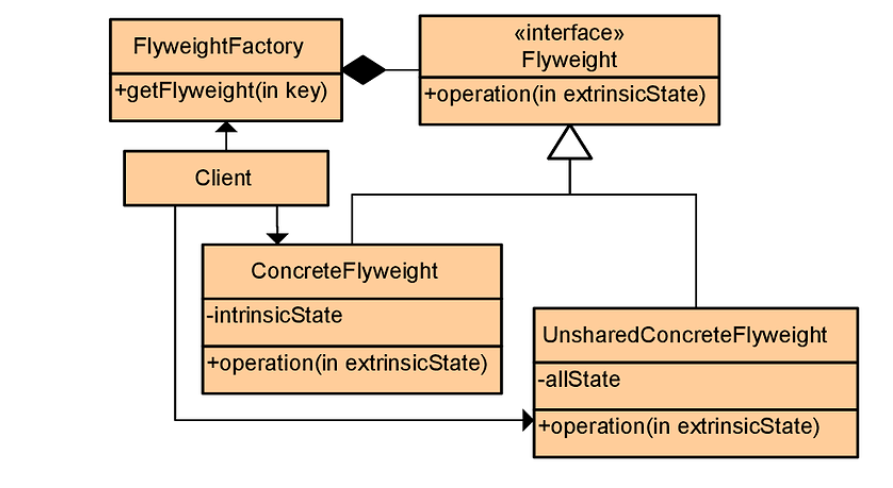 FlyweightFactory
+getFlyweight(in key)
«interface»
Flyweight
+operation(in extrinsicState)
Client
ConcreteFlyweight
-intrinsicState
+operation(in extrinsicState)
UnsharedConcreteFlyweight
-allState
+operation(in extrinsicState)